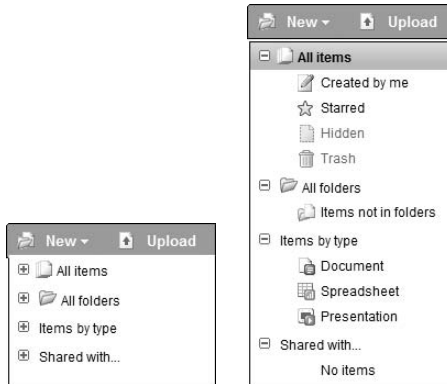 New Upload
All items
All folders
Items by type
Shared with...
New Upload
All items
Created by me
Starred
Hidden
Trash
All folders
Items not in folders
Items by type
Document
Spreadsheet
Presentation
Shared with...
No items